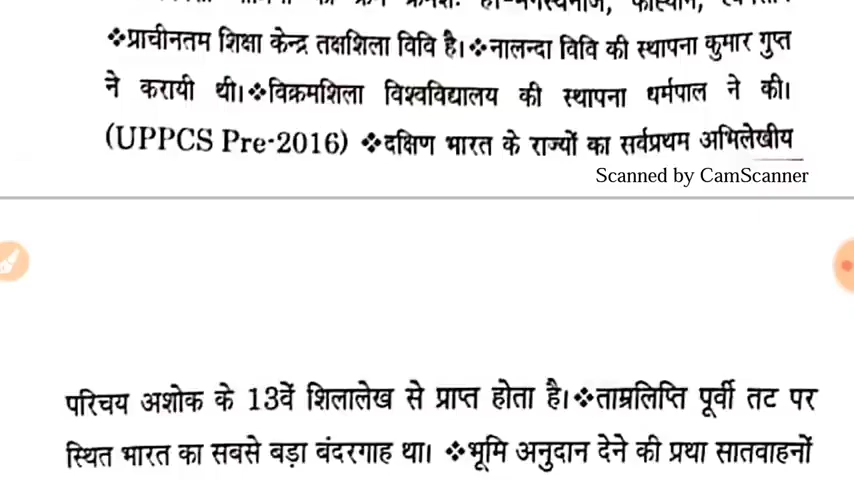 ❖प्राचीनतम शिक्षा केन्द्र तक्षशिला विवि है।❖नालन्दा विवि की स्थापना कुमार गुप्त
ने करायी थी।❖विक्रमशिला विश्वविद्यालय की स्थापना धर्मपाल ने की।
(UPPCS Pre-2016) ❖दक्षिण भारत के राज्यों का सर्वप्रथम अभिलेखीय
Scanned by CamScanner
परिचय अशोक के 13वें शिलालेख से प्राप्त होता है।❖ताम्रलिप्ति पूर्वी तट पर
स्थित भारत का सबसे बड़ा बंदरगाह था। ❖भूमि अनुदान देने की प्रथा सातवाहनों